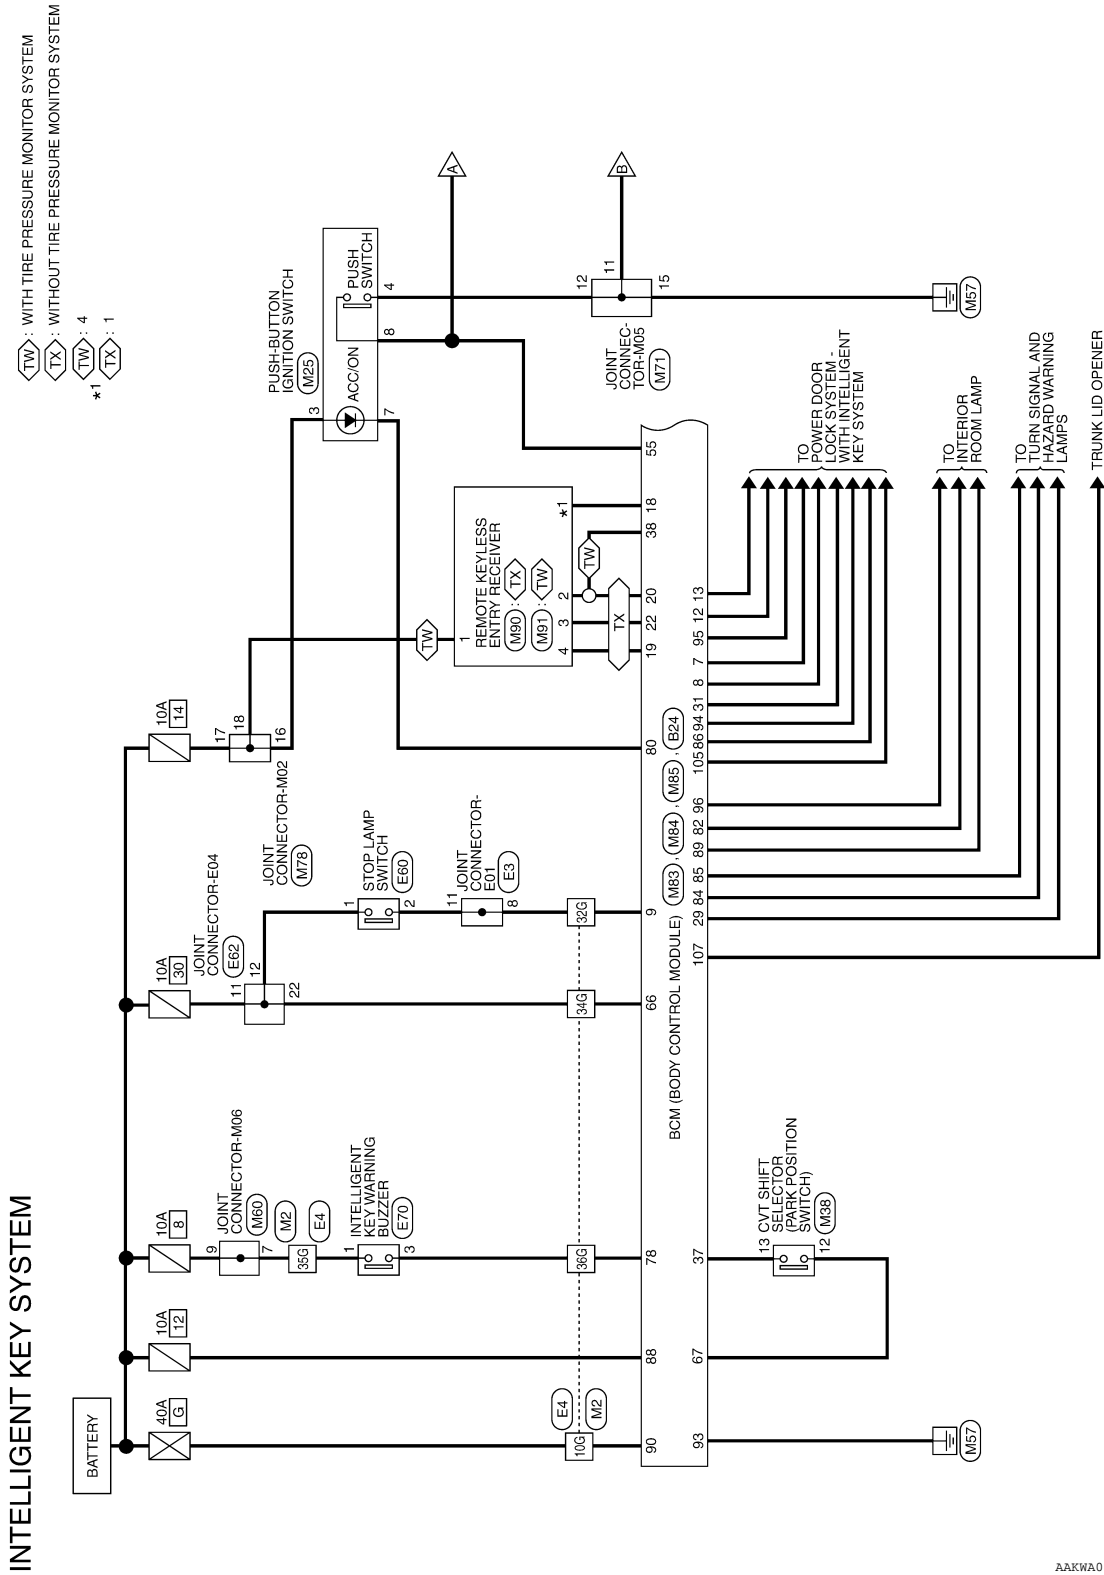 INTELLIGENT KEY SYSTEM
TW : WITH TIRE PRESSURE MONITOR SYSTEM
TX : WITHOUT TIRE PRESSURE MONITOR SYSTEM
*1 TW : 4
TX : 1
BATTERY
40A
G
10A
12
10A
8
10A
30
10A
14
9
JOINT
CONNECTOR-M06
M60
7
M2
35G
E4
1
INTELLIGENT
KEY WARNING
BUZZER
E70
3
11
12
22
JOINT
CONNECTOR-E04
E62
1
STOP LAMP
SWITCH
E60
2
11
JOINT
CONNECTOR-
E01
E3
8
17
18
16
JOINT
CONNECTOR-M02
M78
PUSH-BUTTON
IGNITION SWITCH
M25
3
ACC/ON
PUSH
SWITCH
7
8
4
A
B
12
11
15
JOINT
CONNEC-
TOR-M05
M71
M57
TW
1
REMOTE KEYLESS
ENTRY RECEIVER
M90 : TX
M91 : TW
4
3
2
*1
TW
TX
E4
M2
10G
36G
34G
32G
90
88
78
66
9
80
19
22
20
38
18
55
BCM (BODY CONTROL MODULE) M83 , M84 , M85 , B24
93
67
37
107
29
84
85
89
82
96
105
86
94
31
8
7
95
12
13
M57
13
CVT SHIFT
SELECTOR
(PARK POSITION
SWITCH)
M38
12
TO
POWER DOOR
LOCK SYSTEM -
WITH INTELLIGENT
KEY SYSTEM
TO
INTERIOR
ROOM LAMP
TO
TURN SIGNAL AND
HAZARD WARNING
LAMPS
TRUNK LID OPENER
AAKWA0